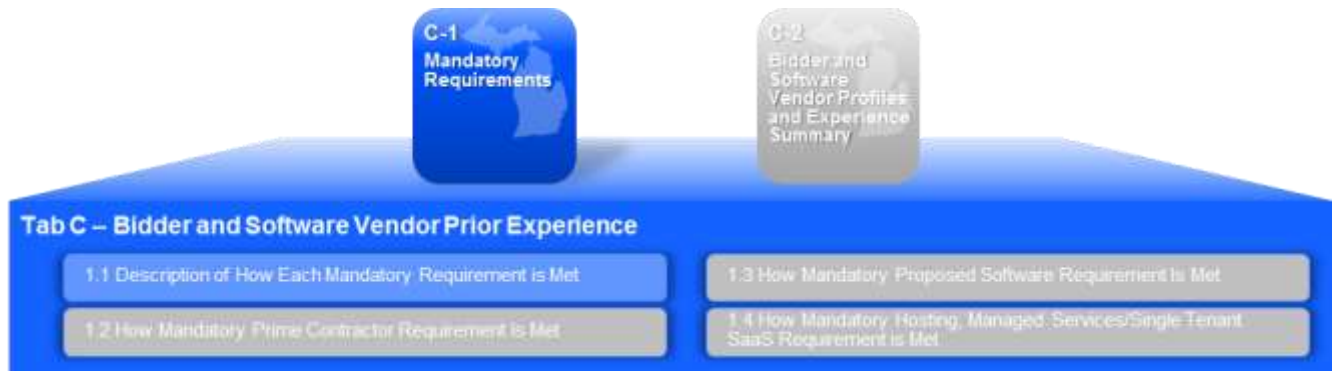 C-1
Mandatory
Requirements
C-2
Bidder and
Software
Vendor Profiles
and Experience
Summary
Tab C – Bidder and Software Vendor Prior Experience
1.1 Description of How Each Mandatory Requirement is Met
1.2 How Mandatory Prime Contractor Requirement Is Met
1.3 How Mandatory Proposed Software Requirement Is Met
1.4 How Mandatory Hosting, Managed Services/Single Tenant
SaaS Requirement is Met